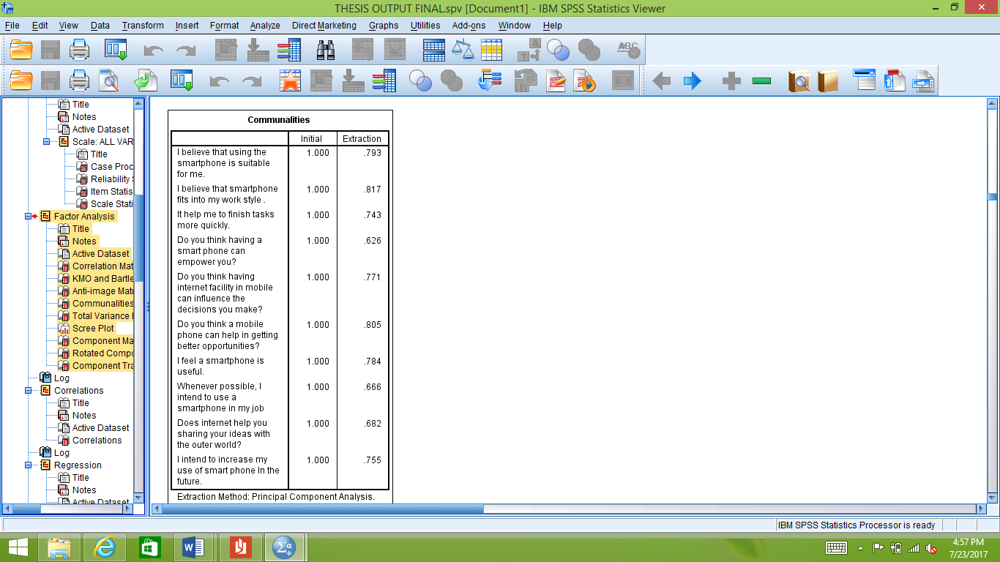 THESIS OUTPUT FINAL.spv [Document1] - IBM SPSS Statistics Viewer
File Edit View Data Transform Insert Format Analyze Direct Marketing Graphs Utilities Add-ons Window Help
Title
Notes
Active Dataset
Scale: ALL VAR
Title
Case Proc
Reliability
Item Statis
Scale Stati
Factor Analysis
Title
Notes
Active Dataset
Correlation Mat
KMO and Bartle
Anti-image Mat
Communalities
Total Variance
Scree Plot
Component Ma
Rotated Compo
Component Tra
Log
Correlations
Title
Notes
Active Dataset
Correlations
Log
Regression
Title
Notes
Active Dataset
Communalities
Initial Extraction
I believe that using the 1.000 .793
smartphone is suitable
for me.
I believe that smartphone 1.000 .817
fits into my work style .
It help me to finish tasks 1.000 .743
more quickly.
Do you think having a 1.000 .626
smart phone can
empower you?
Do you think having 1.000 .771
internet facility in mobile
can influence the
decisions you make?
Do you think a mobile 1.000 .805
phone can help in getting
better opportunities?
I feel a smartphone is 1.000 .784
useful.
Whenever possible, I 1.000 .666
intend to use a
smartphone in my job
Does internet help you 1.000 .682
sharing your ideas with
the outer world?
I intend to increase my 1.000 .755
use of smart phone In the
future.
Extraction Method: Principal Component Analysis.
IBM SPSS Statistics Processor is ready
4:57 PM
7/23/2017